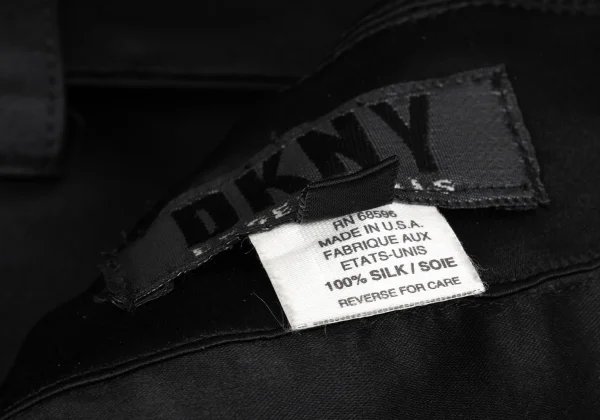 DKNY
RN 68596
MADE IN U.S.A.
FABRIQUE AUX
ETATS-UNIS
100% SILK / SOIE
REVERSE FOR CARE